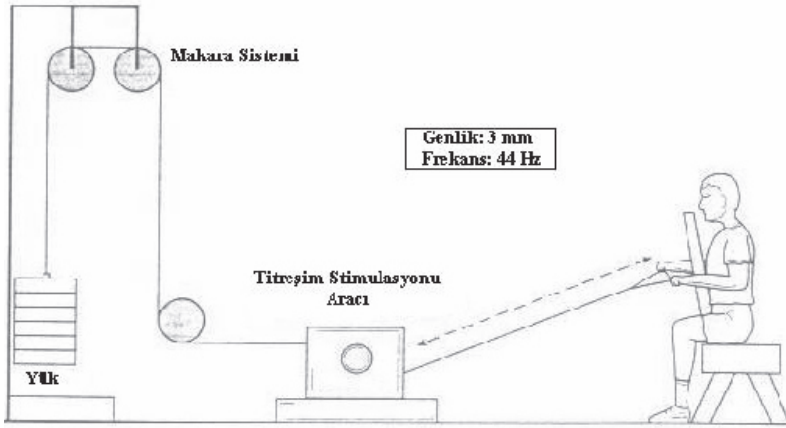 Makara Sistemi
Genlik: 3 mm
Frekans: 44 Hz
Titreşim Stimulasyonu
Aracı
Yük